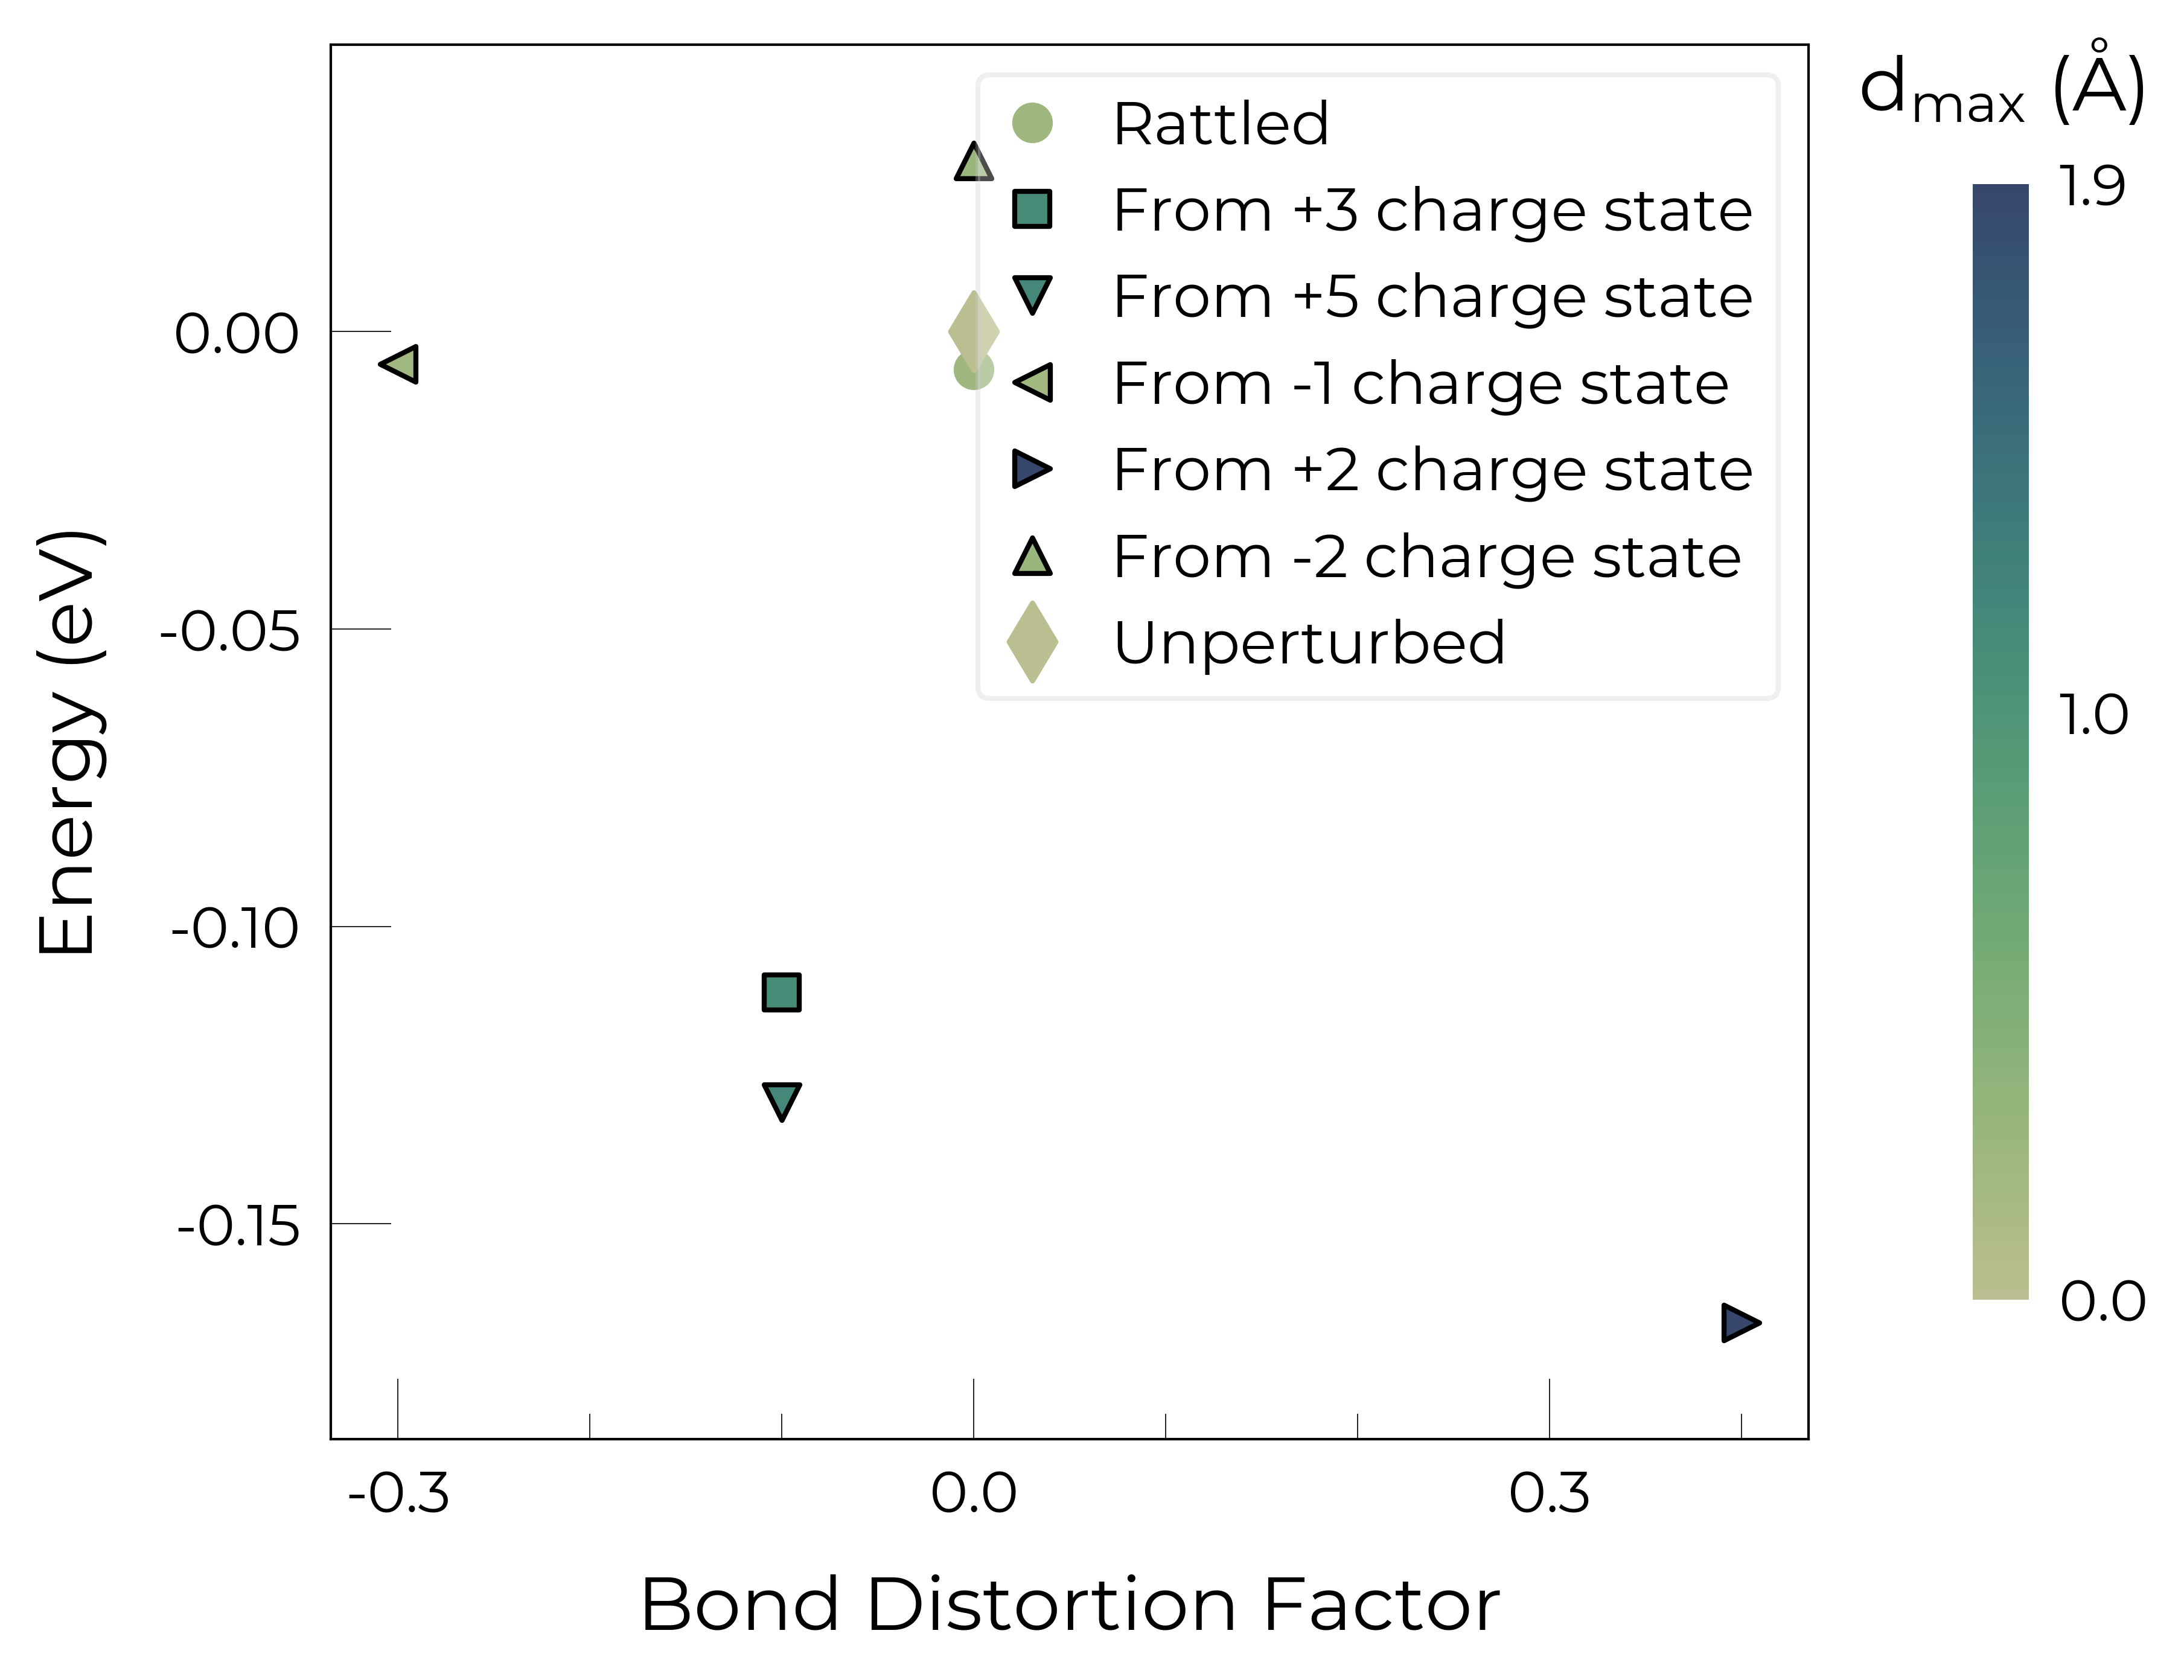 d_max (Å)
Rattled
From +3 charge state
From +5 charge state
From -1 charge state
From +2 charge state
From -2 charge state
Unperturbed
1.9
1.0
0.0
Energy (eV)
0.00
-0.05
-0.10
-0.15
-0.3
0.0
0.3
Bond Distortion Factor